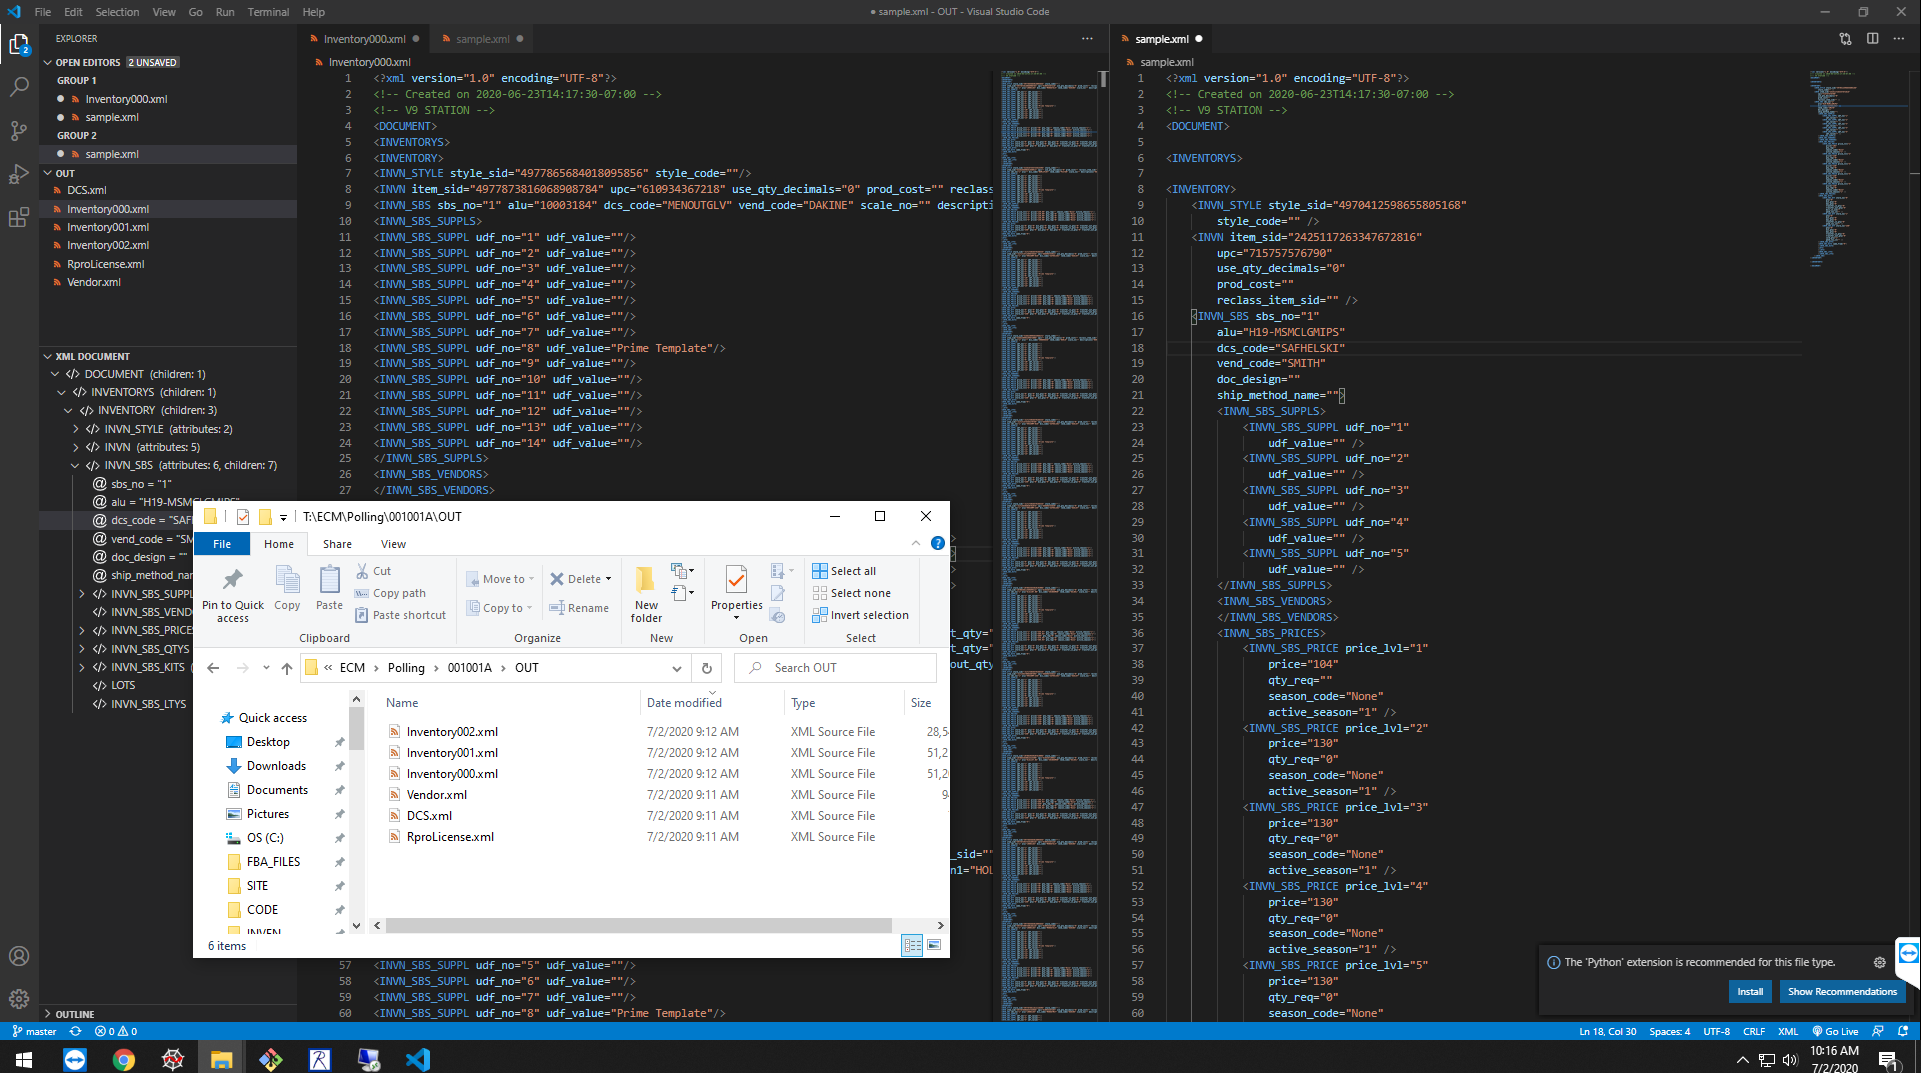 File Edit Selection View Go Run Terminal Help
● sample.xml - OUT - Visual Studio Code
EXPLORER
OPEN EDITORS 2 UNSAVED
GROUP 1
Inventory000.xml
sample.xml
GROUP 2
sample.xml
OUT
DCS.xml
Inventory000.xml
Inventory001.xml
Inventory002.xml
RproLicense.xml
Vendor.xml
XML DOCUMENT
DOCUMENT (children: 1)
INVENTORYS (children: 1)
INVENTORY (children: 3)
INVN_STYLE (attributes: 2)
INVN (attributes: 5)
INVN_SBS (attributes: 6, children: 7)
sbs_no = "1"
alu = "H19-MSMCLGMIPS"
dcs_code = "SAF
vend_code = "SM
doc_design = ""
ship_method_nar
INVN_SBS_SUPPL
INVN_SBS_VEND
INVN_SBS_PRICE
INVN_SBS_QTYS
INVN_SBS_KITS (
LOTS
INVN_SBS_LTYS
OUTLINE
Inventory000.xml ● sample.xml ●
Inventory000.xml
1 <?xml version="1.0" encoding="UTF-8"?>
2 <!-- Created on 2020-06-23T14:17:30-07:00 -->
3 <!-- V9 STATION -->
4 <DOCUMENT>
5 <INVENTORYS>
6 <INVENTORY>
7 <INVN_STYLE style_sid="4977865684018095856" style_code=""/>
8 <INVN item_sid="4977873816068908784" upc="610934367218" use_qty_decimals="0" prod_cost="" reclass
9 <INVN_SBS sbs_no="1" alu="10003184" dcs_code="MENOUTGLV" vend_code="DAKINE" scale_no="" descripti
10 <INVN_SBS_SUPPLS>
11 <INVN_SBS_SUPPL udf_no="1" udf_value=""/>
12 <INVN_SBS_SUPPL udf_no="2" udf_value=""/>
13 <INVN_SBS_SUPPL udf_no="3" udf_value=""/>
14 <INVN_SBS_SUPPL udf_no="4" udf_value=""/>
15 <INVN_SBS_SUPPL udf_no="5" udf_value=""/>
16 <INVN_SBS_SUPPL udf_no="6" udf_value=""/>
17 <INVN_SBS_SUPPL udf_no="7" udf_value=""/>
18 <INVN_SBS_SUPPL udf_no="8" udf_value="Prime Template"/>
19 <INVN_SBS_SUPPL udf_no="9" udf_value=""/>
20 <INVN_SBS_SUPPL udf_no="10" udf_value=""/>
21 <INVN_SBS_SUPPL udf_no="11" udf_value=""/>
22 <INVN_SBS_SUPPL udf_no="12" udf_value=""/>
23 <INVN_SBS_SUPPL udf_no="13" udf_value=""/>
24 <INVN_SBS_SUPPL udf_no="14" udf_value=""/>
25 </INVN_SBS_SUPPLS>
26 <INVN_SBS_VENDORS>
27 </INVN_SBS_VENDORS>
t_qty="
t_qty="
out_qty
_sid=""
n1="HOL
57 <INVN_SBS_SUPPL udf_no="5" udf_value=""/>
58 <INVN_SBS_SUPPL udf_no="6" udf_value=""/>
59 <INVN_SBS_SUPPL udf_no="7" udf_value=""/>
60 <INVN_SBS_SUPPL udf_no="8" udf_value="Prime Template"/>
T:\ECM\Polling\001001A\OUT
File Home Share View
Pin to Quick access
Copy
Paste
Cut
Copy path
Paste shortcut
Clipboard
Move to
Copy to
Delete
Rename
Organize
New folder
New
Properties
Open
Select all
Select none
Invert selection
Select
« ECM › Polling › 001001A › OUT
Search OUT
Quick access
Desktop
Downloads
Documents
Pictures
OS (C:)
FBA_FILES
SITE
CODE
INVEN
Name Date modified Type Size
Inventory002.xml 7/2/2020 9:12 AM XML Source File 28,5
Inventory001.xml 7/2/2020 9:12 AM XML Source File 51,2
Inventory000.xml 7/2/2020 9:12 AM XML Source File 51,2
Vendor.xml 7/2/2020 9:11 AM XML Source File 9
DCS.xml 7/2/2020 9:11 AM XML Source File
RproLicense.xml 7/2/2020 9:11 AM XML Source File
6 items
sample.xml ●
sample.xml
1 <?xml version="1.0" encoding="UTF-8"?>
2 <!-- Created on 2020-06-23T14:17:30-07:00 -->
3 <!-- V9 STATION -->
4 <DOCUMENT>
5
6 <INVENTORYS>
7
8 <INVENTORY>
9 <INVN_STYLE style_sid="4970412598655805168"
10 style_code="" />
11 <INVN item_sid="2425117263347672816"
12 upc="715757576790"
13 use_qty_decimals="0"
14 prod_cost=""
15 reclass_item_sid="" />
16 <INVN_SBS sbs_no="1"
17 alu="H19-MSMCLGMIPS"
18 dcs_code="SAFHELSKI"
19 vend_code="SMITH"
20 doc_design=""
21 ship_method_name="">
22 <INVN_SBS_SUPPLS>
23 <INVN_SBS_SUPPL udf_no="1"
24 udf_value="" />
25 <INVN_SBS_SUPPL udf_no="2"
26 udf_value="" />
27 <INVN_SBS_SUPPL udf_no="3"
28 udf_value="" />
29 <INVN_SBS_SUPPL udf_no="4"
30 udf_value="" />
31 <INVN_SBS_SUPPL udf_no="5"
32 udf_value="" />
33 </INVN_SBS_SUPPLS>
34 <INVN_SBS_VENDORS>
35 </INVN_SBS_VENDORS>
36 <INVN_SBS_PRICES>
37 <INVN_SBS_PRICE price_lvl="1"
38 price="104"
39 qty_req=""
40 season_code="None"
41 active_season="1" />
42 <INVN_SBS_PRICE price_lvl="2"
43 price="130"
44 qty_req="0"
45 season_code="None"
46 active_season="1" />
47 <INVN_SBS_PRICE price_lvl="3"
48 price="130"
49 qty_req="0"
50 season_code="None"
51 active_season="1" />
52 <INVN_SBS_PRICE price_lvl="4"
53 price="130"
54 qty_req="0"
55 season_code="None"
56 active_season="1" />
57 <INVN_SBS_PRICE price_lvl="5"
58 price="130"
59 qty_req="0"
60 season_code="None"
The 'Python' extension is recommended for this file type.
Install
Show Recommendations
master 0 0
Ln 18, Col 30 Spaces: 4 UTF-8 CRLF XML Go Live
10:16 AM
7/2/2020